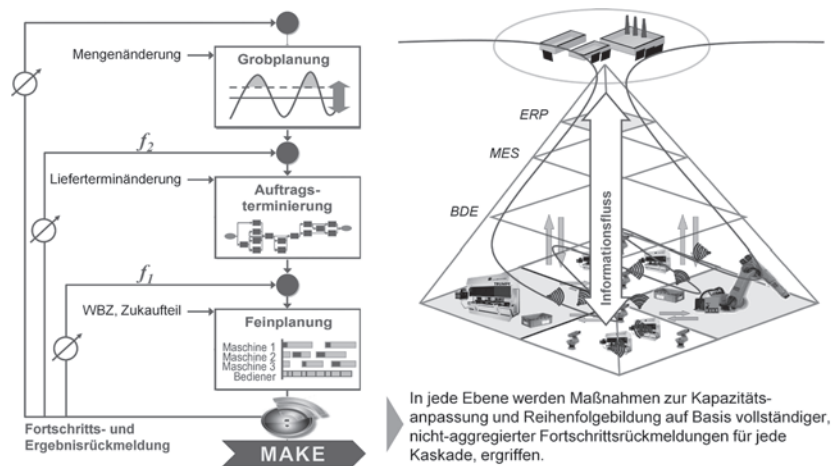 Mengenänderung
Grobplanung
f2
Lieferterminänderung
Auftrags-
terminierung
f1
WBZ, Zukaufteil
Feinplanung
Maschine 1
Maschine 2
Maschine 3
Bediener
Fortschritts- und
Ergebnisrückmeldung
MAKE
ERP
MES
BDE
Informationsfluss
In jede Ebene werden Maßnahmen zur Kapazitäts-
anpassung und Reihenfolgebildung auf Basis vollständiger,
nicht-aggregierter Fortschrittsrückmeldungen für jede
Kaskade, ergriffen.